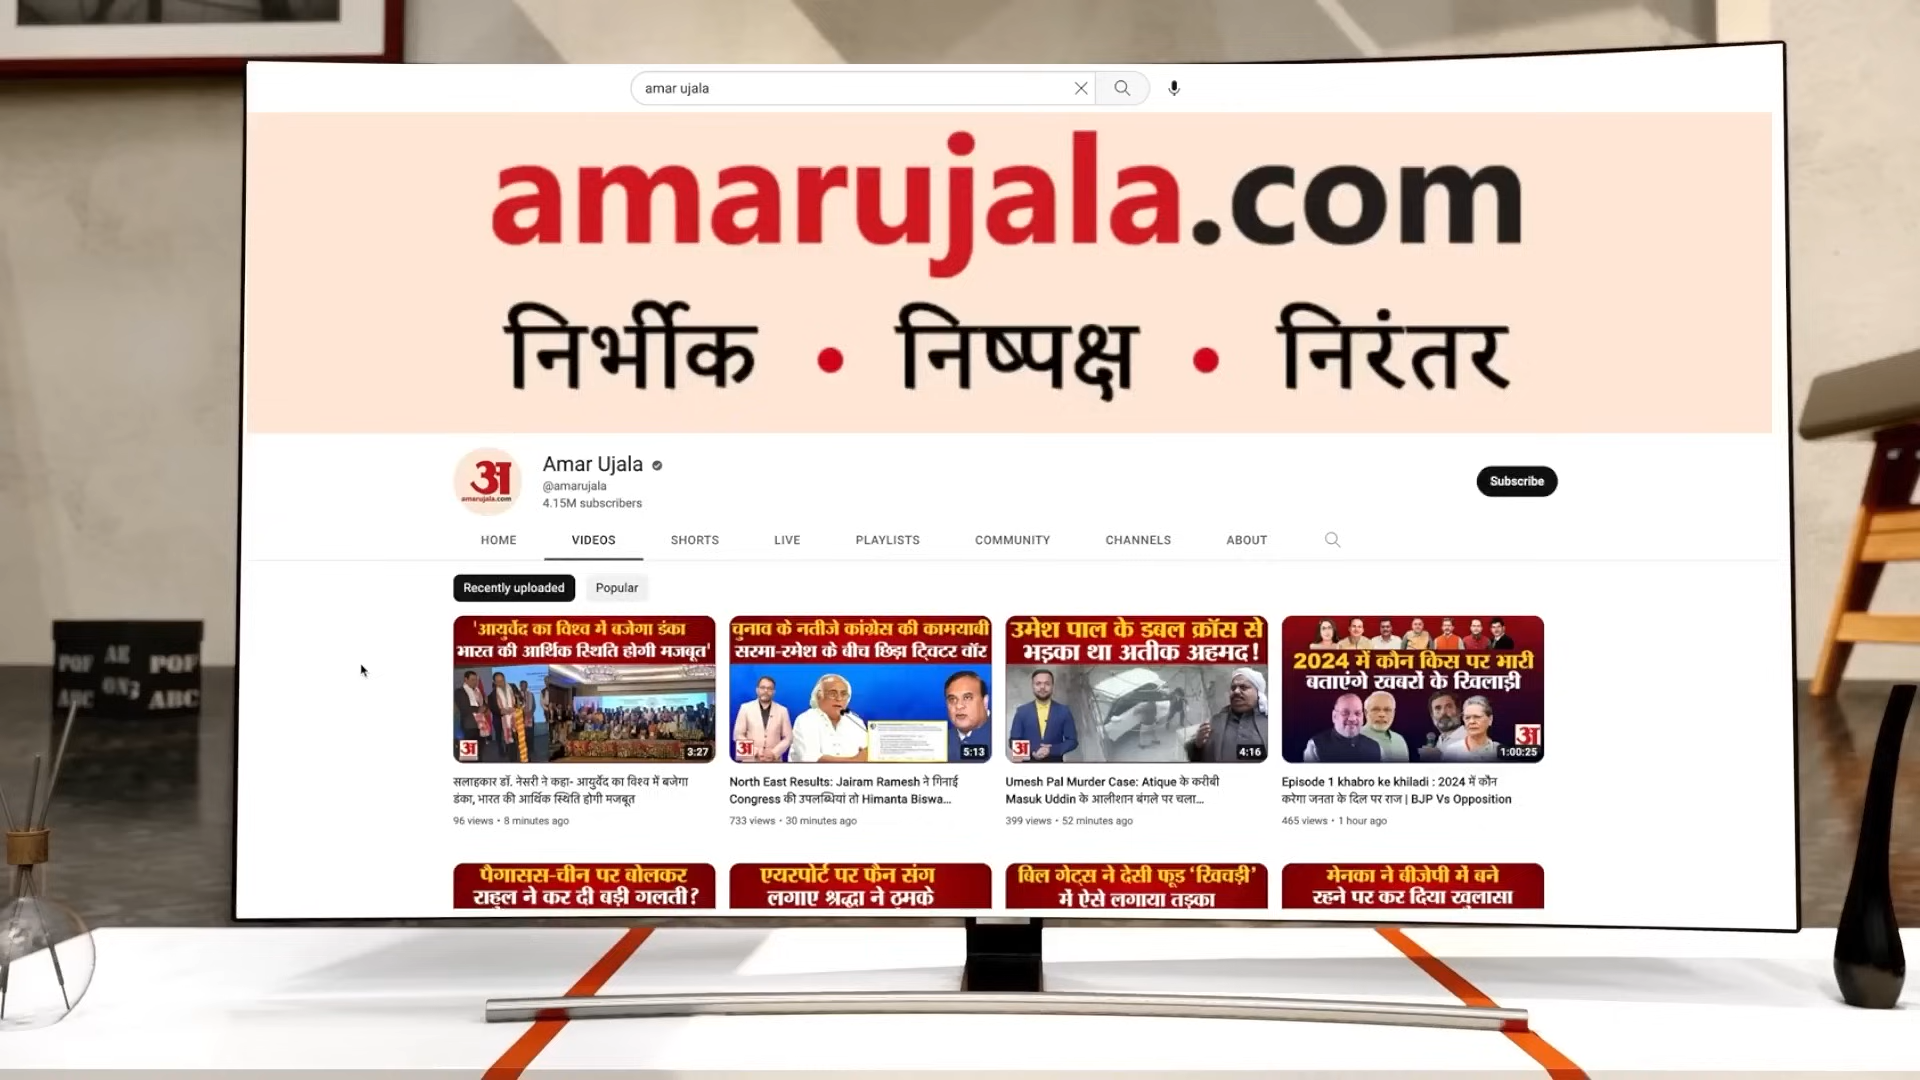 amar ujala
amarujala.com
निर्भीक • निष्पक्ष • निरंतर
अ
amarujala.com
Amar Ujala
@amarujala
4.15M subscribers
Subscribe
HOME VIDEOS SHORTS LIVE PLAYLISTS COMMUNITY CHANNELS ABOUT
Recently uploaded Popular
'आयुर्वेद का विश्व में बजेगा डंका
भारत की आर्थिक स्थिति होगी मजबूत'
अ
3:27
सलाहकार डॉ. नेसरी ने कहा- आयुर्वेद का विश्व में बजेगा
डंका, भारत की आर्थिक स्थिति होगी मजबूत
96 views • 8 minutes ago
चुनाव के नतीजे कांग्रेस की कामयाबी
सरमा-रमेश के बीच छिड़ा ट्विटर वॉर
अ
5:13
North East Results: Jairam Ramesh ने गिनाई
Congress की उपलब्धियां तो Himanta Biswa...
733 views • 30 minutes ago
उमेश पाल के डबल क्रॉस से
भड़का था अतीक अहमद!
अ
4:16
Umesh Pal Murder Case: Atique के करीबी
Masuk Uddin के आलीशान बंगले पर चला...
399 views • 52 minutes ago
2024 में कौन किस पर भारी
बताएंगे खबरों के खिलाड़ी
अ
1:00:25
Episode 1 khabro ke khiladi : 2024 में कौन
करेगा जनता के दिल पर राज | BJP Vs Opposition
465 views • 1 hour ago
पैगासस-चीन पर बोलकर
राहुल ने कर दी बड़ी गलती?
एयरपोर्ट पर फैन संग
लगाए श्रद्धा ने ठुमके
बिल गेट्स ने देसी फूड 'खिचड़ी'
में ऐसे लगाया तड़का
मेनका ने बीजेपी में बने
रहने पर कर दिया खुलासा